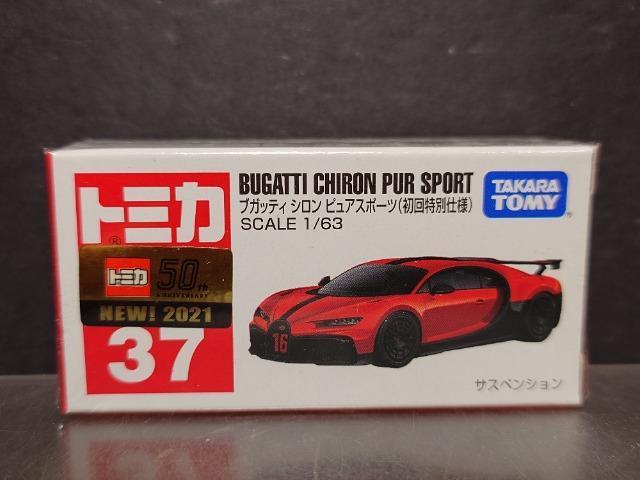 トミカ
®
BUGATTI CHIRON PUR SPORT
ブガッティ シロン ピュアスポーツ(初回特別仕様)
SCALE 1/63
TAKARA
TOMY
トミカ
50th
ANNIVERSARY
NEW! 2021
37
16
サスペンション